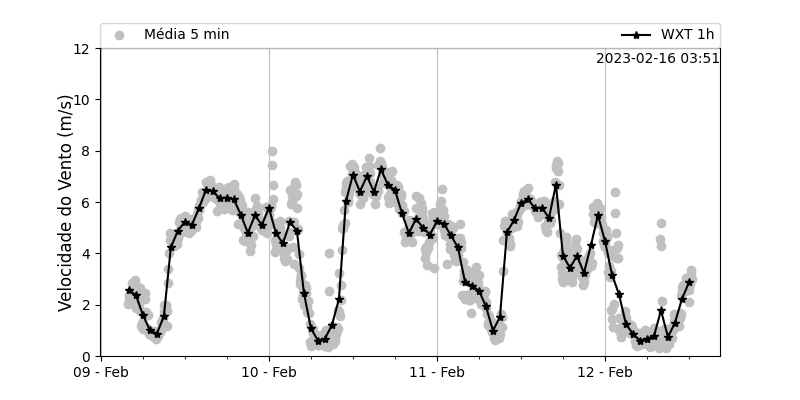 Média 5 min
WXT 1h
2023-02-16 03:51
Velocidade do Vento (m/s)
12
10
8
6
4
2
0
09 - Feb
10 - Feb
11 - Feb
12 - Feb